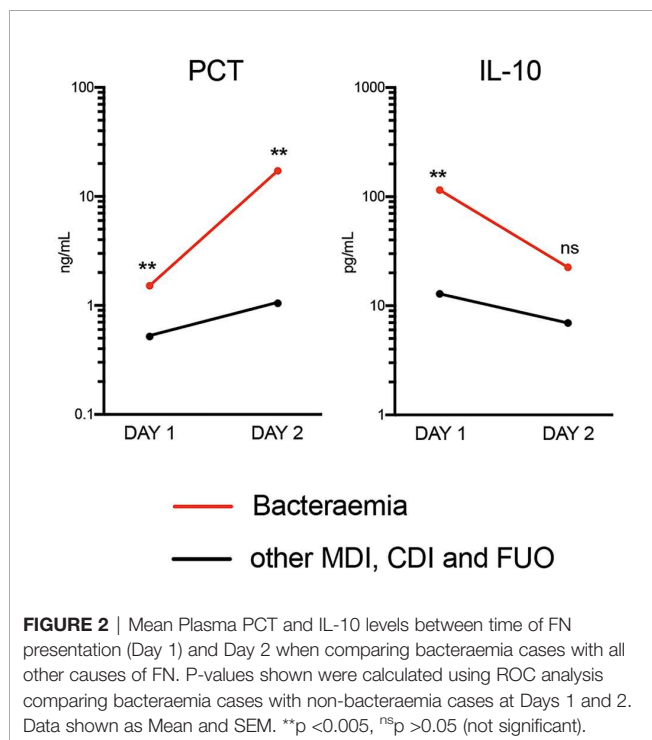 PCT
100
10
1
0.1
ng/mL
**
**
DAY 1
DAY 2
IL-10
1000
100
10
1
pg/mL
**
ns
DAY 1
DAY 2
Bacteraemia
other MDI, CDI and FUO
FIGURE 2 | Mean Plasma PCT and IL-10 levels between time of FN
presentation (Day 1) and Day 2 when comparing bacteraemia cases with all
other causes of FN. P-values shown were calculated using ROC analysis
comparing bacteraemia cases with non-bacteraemia cases at Days 1 and 2.
Data shown as Mean and SEM. **p <0.005, nsp >0.05 (not significant).